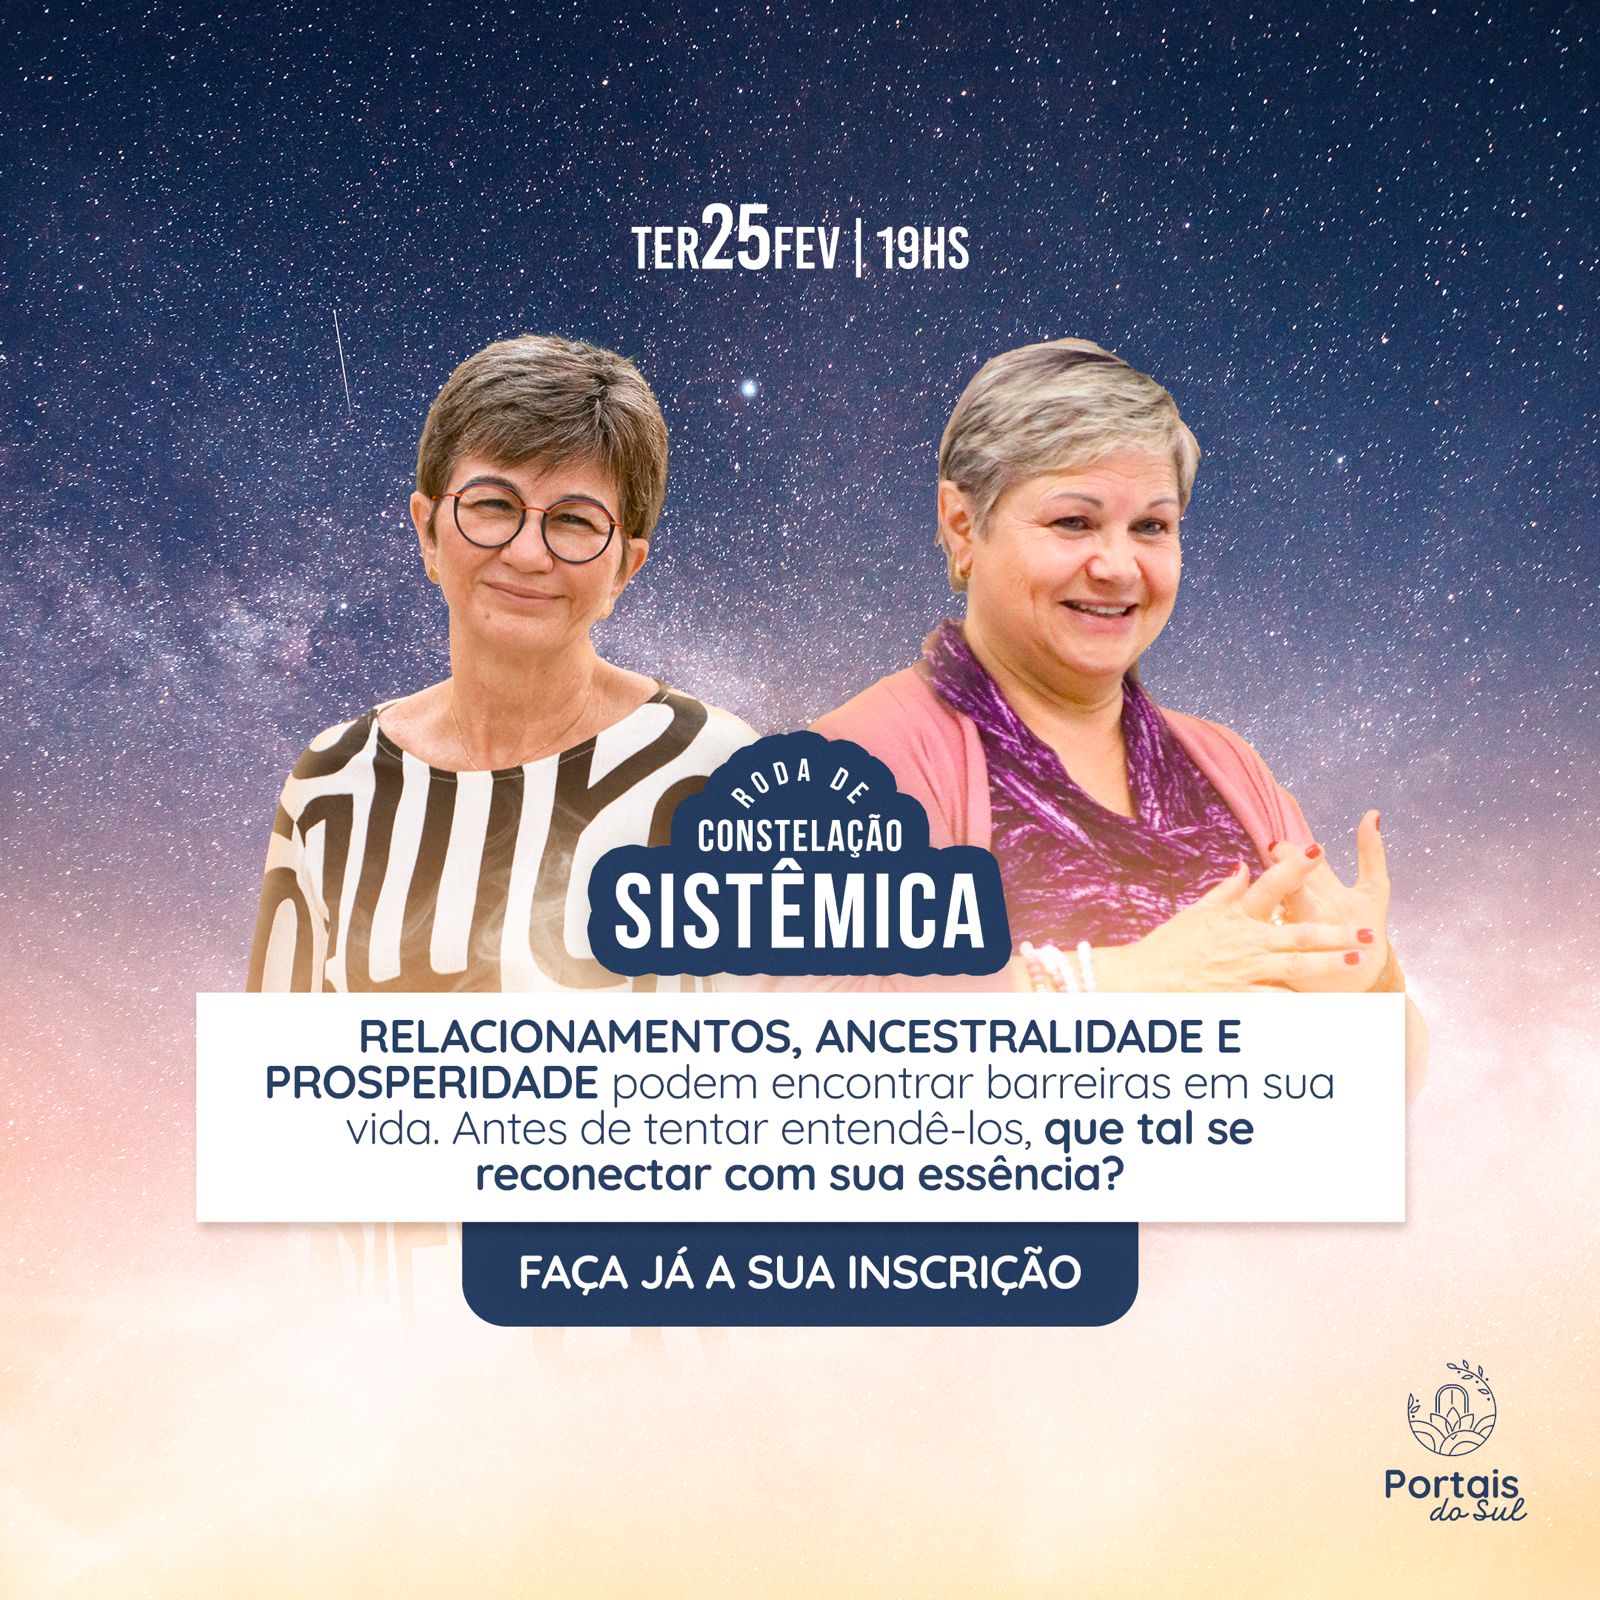 TER25FEV | 19HS
RODA DE
CONSTELAÇÃO
SISTÊMICA
RELACIONAMENTOS, ANCESTRALIDADE E
PROSPERIDADE podem encontrar barreiras em sua
vida. Antes de tentar entendê-los, que tal se
reconectar com sua essência?
FAÇA JÁ A SUA INSCRIÇÃO
Portais
do Sul